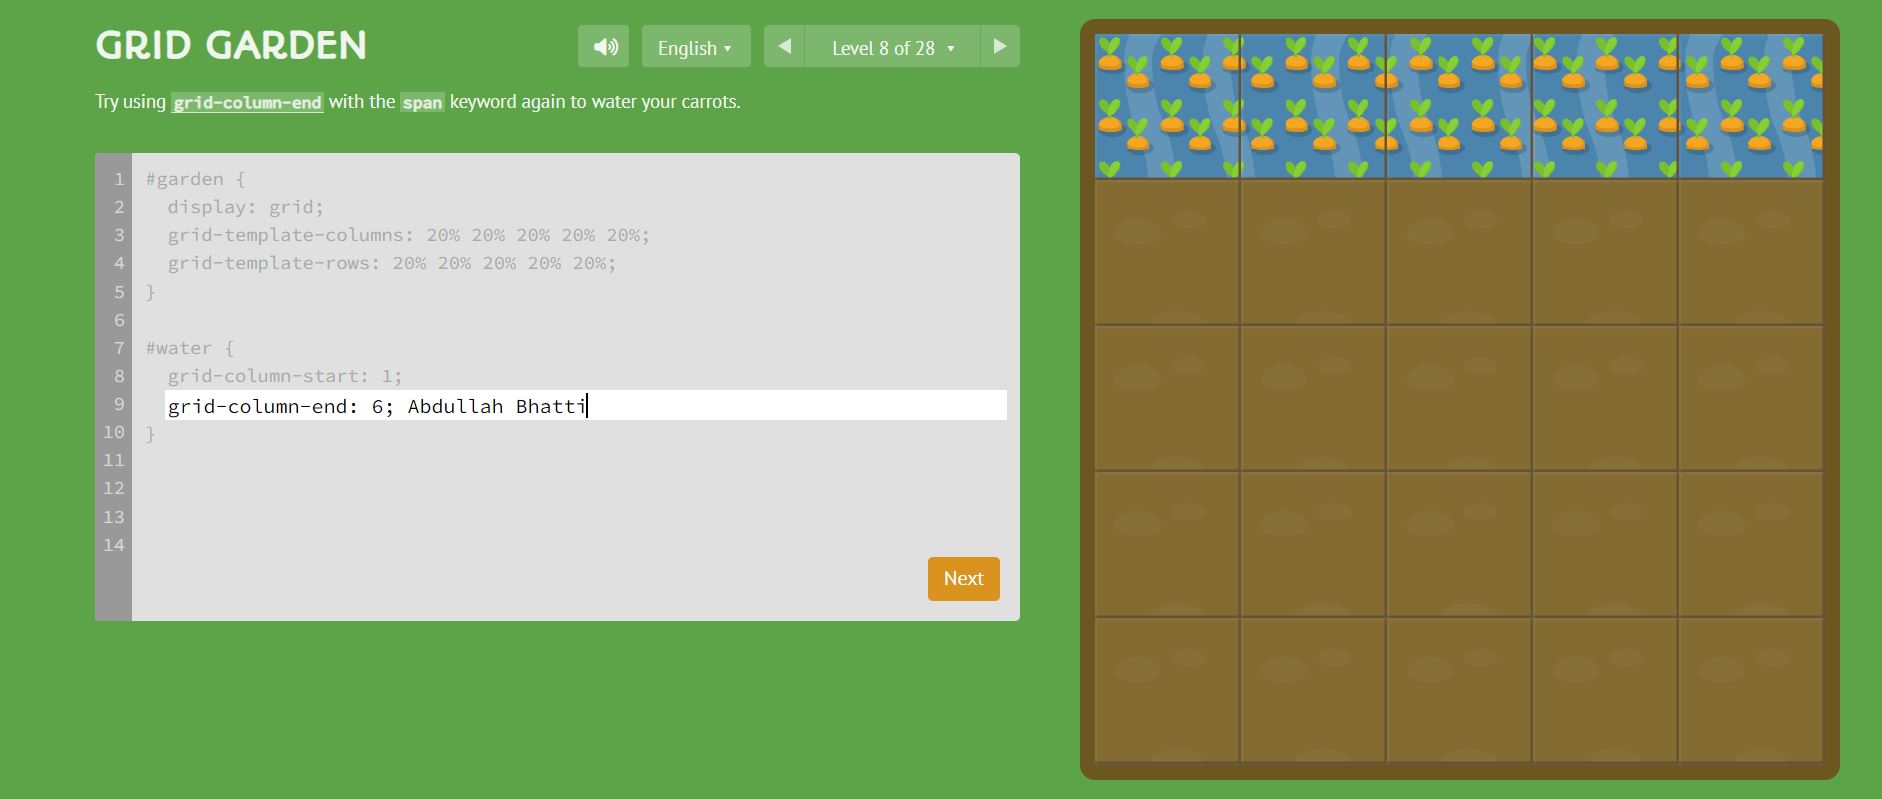 GRID GARDEN
English ▾
Level 8 of 28 ▾
Try using grid-column-end with the span keyword again to water your carrots.
1 #garden {
2 display: grid;
3 grid-template-columns: 20% 20% 20% 20% 20%;
4 grid-template-rows: 20% 20% 20% 20% 20%;
5 }
6
7 #water {
8 grid-column-start: 1;
9 grid-column-end: 6; Abdullah Bhatti
10 }
11
12
13
14
Next